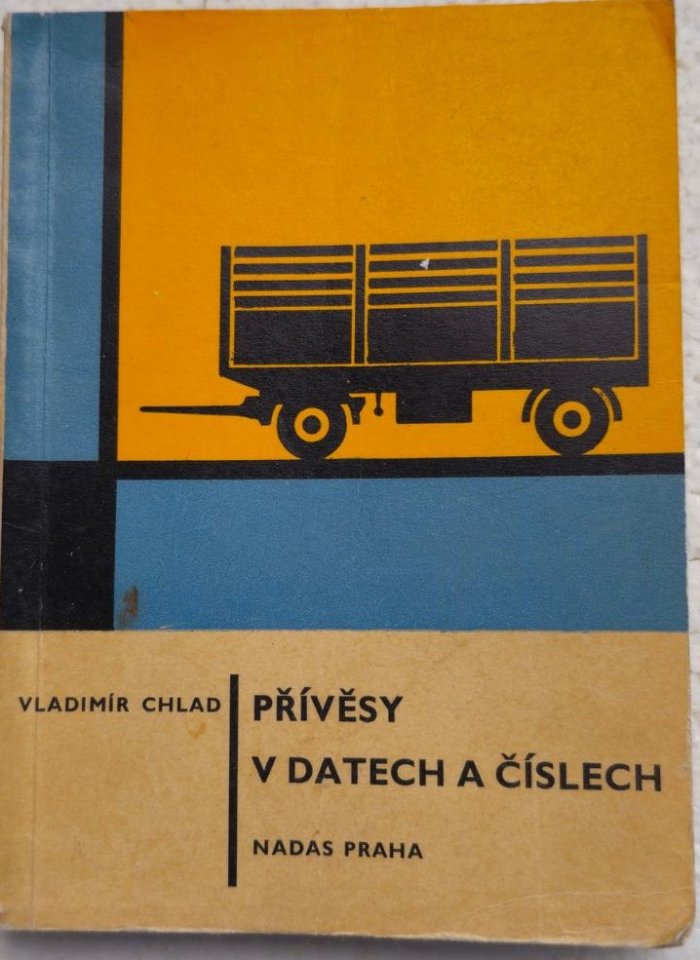 VLADIMÍR CHLAD
PŘÍVĚSY
V DATECH A ČÍSLECH
NADAS PRAHA